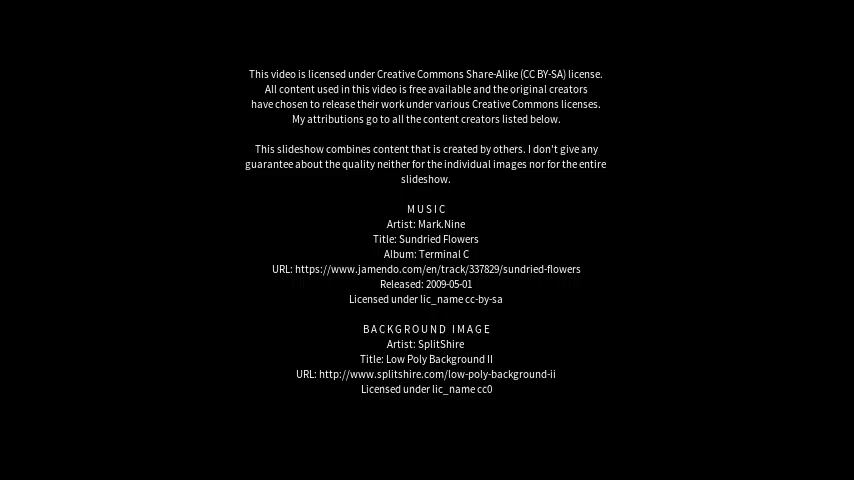 This video is licensed under Creative Commons Share-Alike (CC BY-SA) license.
All content used in this video is free available and the original creators
have chosen to release their work under various Creative Commons licenses.
My attributions go to all the content creators listed below.
This slideshow combines content that is created by others. I don't give any
guarantee about the quality neither for the individual images nor for the entire
slideshow.
MUSIC
Artist: Mark.Nine
Title: Sundried Flowers
Album: Terminal C
URL: https://www.jamendo.com/en/track/337829/sundried-flowers
Released: 2009-05-01
Licensed under lic_name cc-by-sa
BACKGROUND IMAGE
Artist: SplitShire
Title: Low Poly Background II
URL: http://www.splitshire.com/low-poly-background-ii
Licensed under lic_name cc0